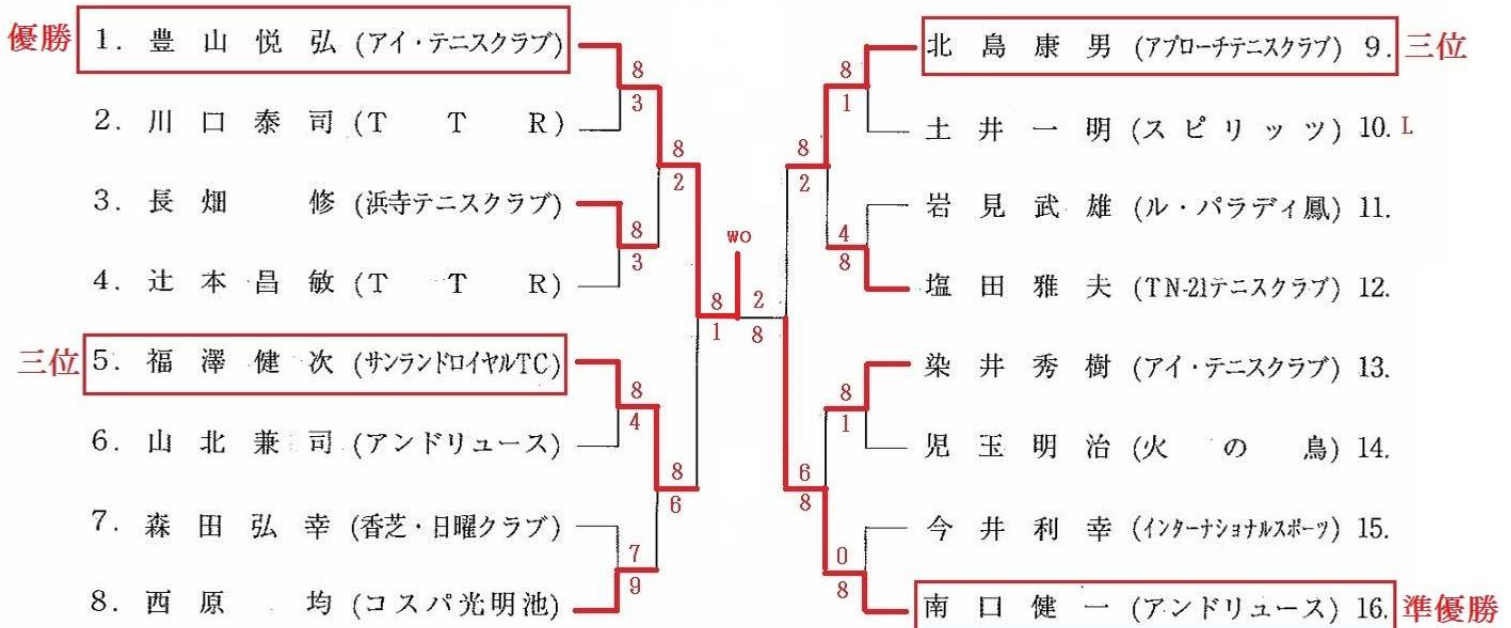 優勝 1. 豊山悦弘 (アイ・テニスクラブ)
2. 川口泰司 (TTR)
3. 長畑 修 (浜寺テニスクラブ)
4. 辻本昌敏 (TTR)
三位 5. 福澤健次 (サンランドロイヤルTC)
6. 山北兼司 (アンドリュース)
7. 森田弘幸 (香芝・日曜クラブ)
8. 西原 均 (コスパ光明池)
8
3
8
3
8
4
7
9
8
2
8
6
8
1
wo
2
8
8
2
6
8
8
1
4
8
8
1
0
8
北島康男 (アプローチテニスクラブ) 9. 三位
土井一明 (スピリッツ) 10. L
岩見武雄 (ル・パラディ鳳) 11.
塩田雅夫 (TN-21テニスクラブ) 12.
染井秀樹 (アイ・テニスクラブ) 13.
児玉明治 (火の鳥) 14.
今井利幸 (インターナショナルスポーツ) 15.
南口健一 (アンドリュース) 16. 準優勝